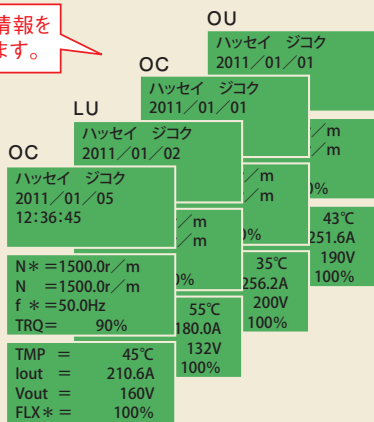 情報を
ます。
OU
ハッセイ ジコク
2011/01/01
/m
/m
0%
43℃
251.6A
190V
100%
OC
ハッセイ ジコク
2011/01/01
/m
/m
)%
35℃
256.2A
200V
100%
LU
ハッセイ ジコク
2011/01/02
/m
/m
)%
55℃
180.0A
132V
100%
OC
ハッセイ ジコク
2011/01/05
12:36:45
N*=1500.0r/m
N =1500.0r/m
f *=50.0Hz
TRQ= 90%
TMP = 45℃
Iout = 210.6A
Vout = 160V
FLX*= 100%